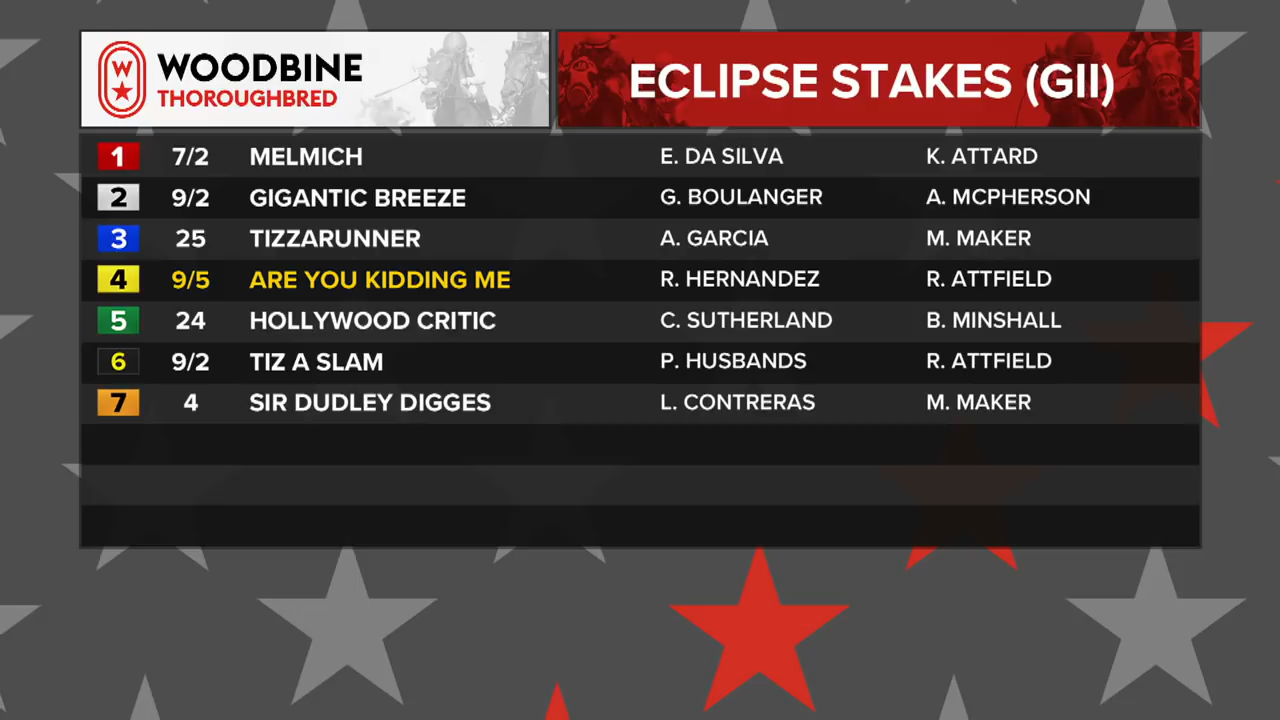 W
WOODBINE
THOROUGHBRED
ECLIPSE STAKES (GII)
1 7/2 MELMICH E. DA SILVA K. ATTARD
2 9/2 GIGANTIC BREEZE G. BOULANGER A. MCPHERSON
3 25 TIZZARUNNER A. GARCIA M. MAKER
4 9/5 ARE YOU KIDDING ME R. HERNANDEZ R. ATTFIELD
5 24 HOLLYWOOD CRITIC C. SUTHERLAND B. MINSHALL
6 9/2 TIZ A SLAM P. HUSBANDS R. ATTFIELD
7 4 SIR DUDLEY DIGGES L. CONTRERAS M. MAKER